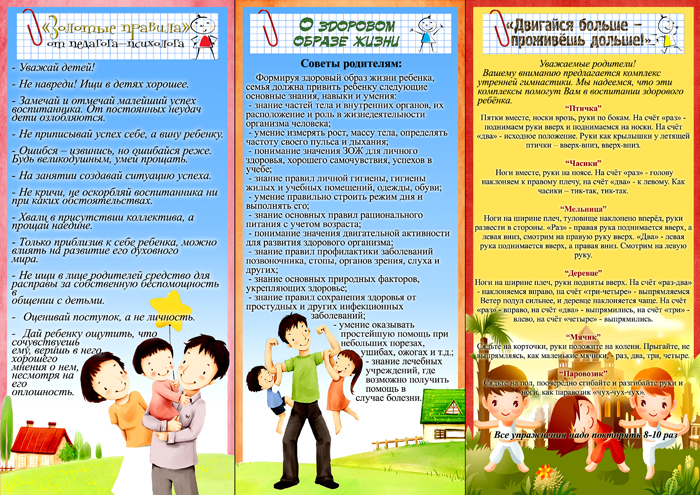 «Золотые правила»
от педагога-психолога
- Уважай детей!
- Не навреди! Ищи в детях хорошее.
- Замечай и отмечай малейший успех
воспитанника. От постоянных неудач
дети озлобляются.
- Не приписывай успех себе, а вину ребенку.
- Ошибся – извинись, но ошибайся реже.
Будь великодушным, умей прощать.
- На занятии создавай ситуацию успеха.
- Не кричи, не оскорбляй воспитанника ни
при каких обстоятельствах.
- Хвали в присутствии коллектива, а
прощай наедине.
- Только приблизив к себе ребенка, можно
влиять на развитие его духовного
мира.
- Не ищи в лице родителей средство для
расправы за собственную беспомощность
в
общении с детьми.
- Оценивай поступок, а не личность.
- Дай ребенку ощутить, что
сочувствуешь
ему, веришь в него,
хорошего
мнения о нем,
несмотря на
его
оплошность.
О ЗДОРОВОМ
ОБРАЗЕ ЖИЗНИ
Советы родителям:
Формируя здоровый образ жизни ребенка,
семья должна привить ребенку следующие
основные знания, навыки и умения:
- знание частей тела и внутренних органов, их
расположение и роль в жизнедеятельности
организма человека;
- умение измерять рост, массу тела, определять
частоту своего пульса и дыхания;
- понимание значения ЗОЖ для личного
здоровья, хорошего самочувствия, успехов в
учебе;
- знание правил личной гигиены, гигиены
жилых и учебных помещений, одежды, обуви;
- умение правильно строить режим дня и
выполнять его;
- знание основных правил рационального
питания с учетом возраста;
- понимание значения двигательной активности
для развития здорового организма;
- знание правил профилактики заболеваний
позвоночника, стопы, органов зрения, слуха и
других;
- знание основных природных факторов,
укрепляющих здоровье;
- знание правил сохранения здоровья от
простудных и других инфекционных
заболеваний;
- умение оказывать
простейшую помощь при
небольших порезах,
ушибах, ожогах и т.д.;
- знание лечебных
учреждений, где
возможно получить
помощь в
случае болезни.
«Двигайся больше –
проживёшь дольше!»
Уважаемые родители!
Вашему вниманию предлагается комплекс
утренней гимнастики. Мы надеемся, что эти
комплексы помогут Вам в воспитании здорового
ребёнка.
“Птичка”
Пятки вместе, носки врозь, руки по бокам. На счёт «раз» -
поднимаем руки вверх и поднимаемся на носки. На счёт
«два» - исходное положение. Руки как крылышки у летящей
птички – вверх-вниз, вверх-вниз.
“Часики”
Ноги вместе, руки на поясе. На счёт «раз» - голову
наклоняем к правому плечу, на счёт «два» - к левому. Как
часики – тик-так, тик-так.
“Мельница”
Ноги на ширине плеч, туловище наклонено вперёд, руки
развести в стороны. «Раз» - правая рука поднимается вверх, а
левая вниз, смотрим на правую руку вверх. «Два» - левая
рука поднимается вверх, а правая вниз. Смотрим на левую
руку.
“Деревце”
Ноги на ширине плеч, руки подняты вверх. На счёт «раз-два»
- наклоняемся вправо, на счёт «три-четыре» - выпрямляемся
Ветер подул сильнее, и деревце наклоняется чаще. На счёт
«раз» - вправо, на счёт «два» - выпрямились, на счёт «три» -
влево, на счёт «четыре» - выпрямились.
“Мячик”
Сядьте на корточки, руки положите на колени. Прыгайте, не
выпрямляясь, как маленькие мячики, - раз, два, три, четыре.
“Паровозик”
Сядьте на пол, поочерёдно сгибайте и разгибайте руки и
ноги, как паравозик «чух-чух-чух».
Все упражнения надо повторять 8-10 раз